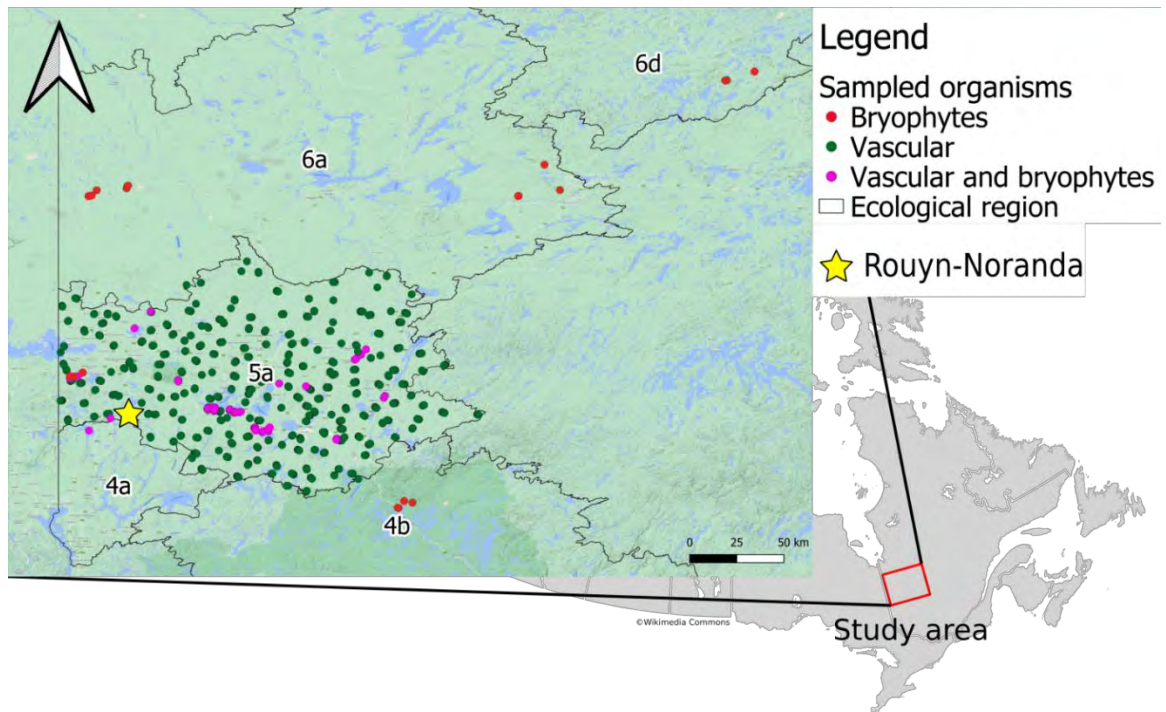 Legend
Sampled organisms
Bryophytes
Vascular
Vascular and bryophytes
Ecological region
Rouyn-Noranda
6d
6a
5a
4a
4b
0 25 50 km
©Wikimedia Commons
Study area